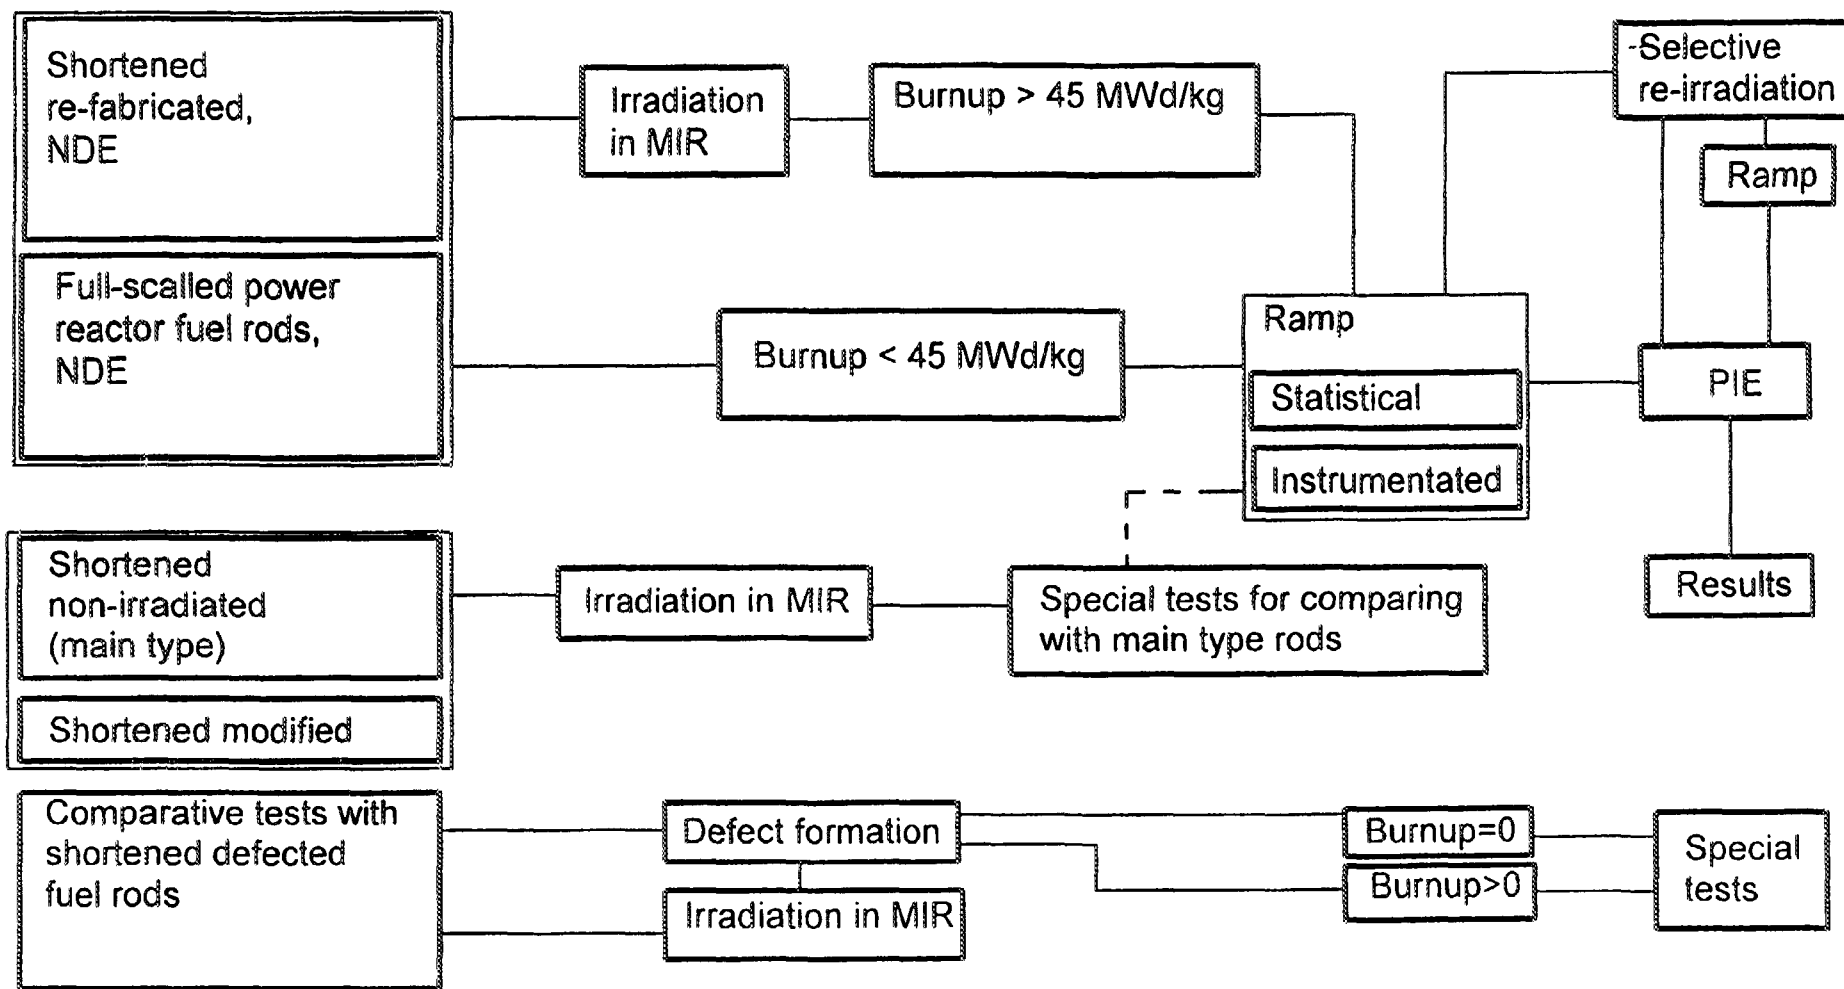 Shortened
re-fabricated,
NDE
Irradiation
in MIR
Burnup > 45 MWd/kg
-Selective
re-irradiation
Ramp
Full-scalled power
reactor fuel rods,
NDE
Burnup < 45 MWd/kg
Ramp
Statistical
Instrumentated
PIE
Results
Shortened
non-irradiated
(main type)
Irradiation in MIR
Special tests for comparing
with main type rods
Shortened modified
Comparative tests with
shortened defected
fuel rods
Defect formation
Irradiation in MIR
Burnup=0
Burnup>0
Special
tests